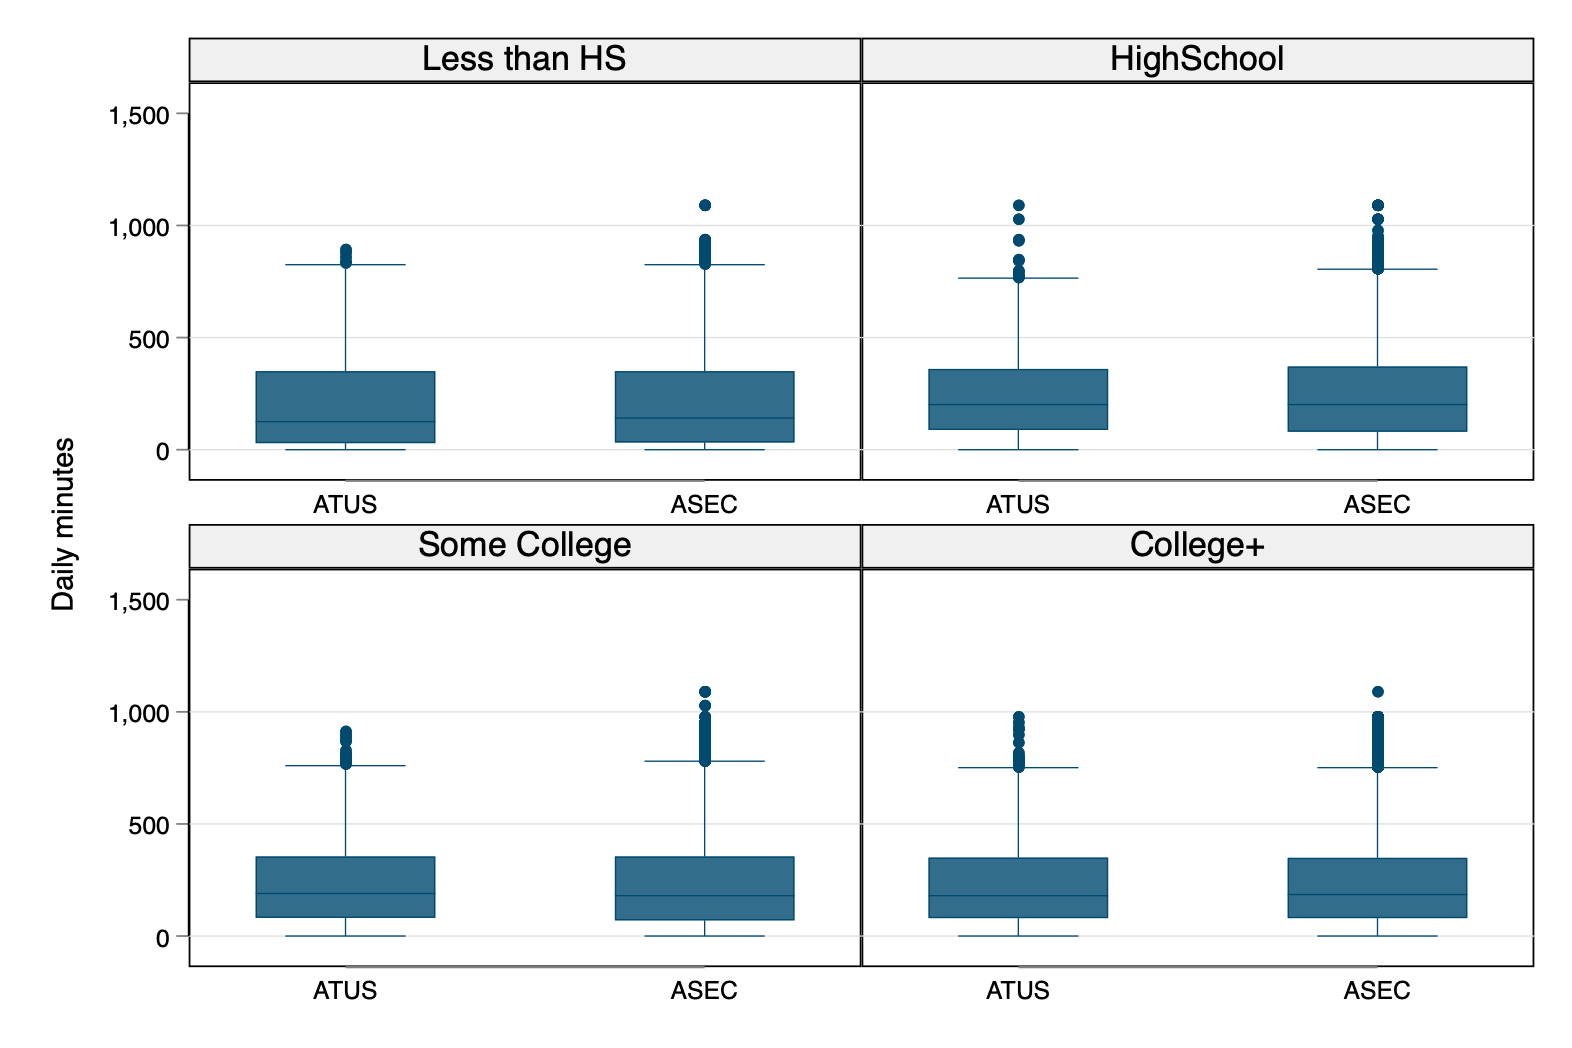 Less than HS
HighSchool
1,500
1,000
500
0
ATUS
ASEC
ATUS
ASEC
Daily minutes
Some College
College+
1,500
1,000
500
0
ATUS
ASEC
ATUS
ASEC